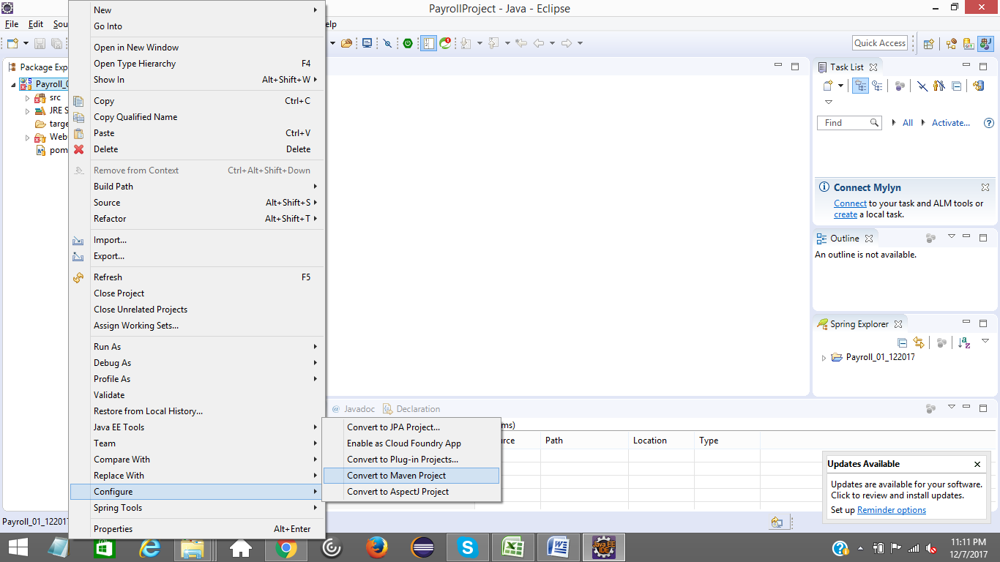 PayrollProject - Java - Eclipse
File Edit Sou
elp
Quick Access
Package Exp
Payroll_0
src
JRE S
targe
Web
pom
New
Go Into
Open in New Window
Open Type Hierarchy F4
Show In Alt+Shift+W
Copy Ctrl+C
Copy Qualified Name
Paste Ctrl+V
Delete Delete
Remove from Context Ctrl+Alt+Shift+Down
Build Path
Source Alt+Shift+S
Refactor Alt+Shift+T
Import...
Export...
Refresh F5
Close Project
Close Unrelated Projects
Assign Working Sets...
Run As
Debug As
Profile As
Validate
Restore from Local History...
Java EE Tools
Team
Compare With
Replace With
Configure
Spring Tools
Properties Alt+Enter
Convert to JPA Project...
Enable as Cloud Foundry App
Convert to Plug-in Projects...
Convert to Maven Project
Convert to AspectJ Project
Task List
Find All Activate...
Connect Mylyn
Connect to your task and ALM tools or
create a local task.
Outline
An outline is not available.
Spring Explorer
Payroll_01_122017
@ Javadoc Declaration
ms)
rce Path Location Type
Updates Available
Updates are available for your software.
Click to review and install updates.
Set up Reminder options
Payroll_01_12201
Java EE
IDE
11:11 PM
12/7/2017